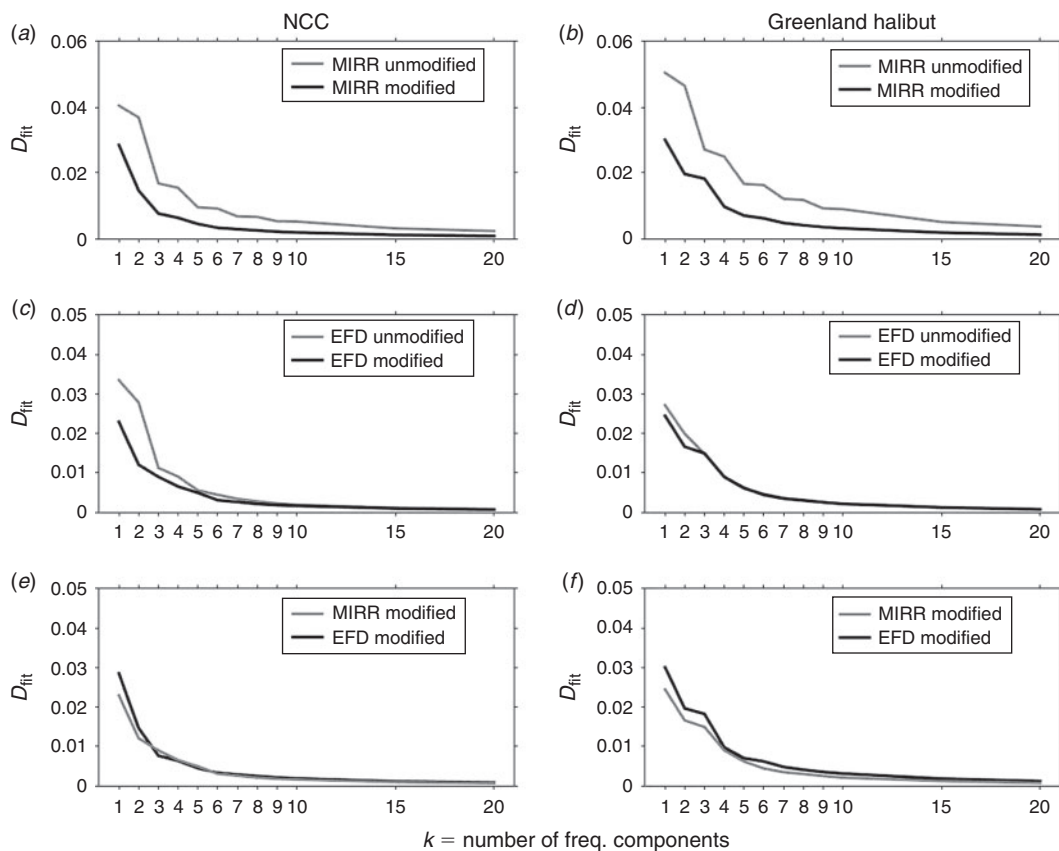 NCC
Greenland halibut
(a)
0.06
0.04
0.02
0
D_fit
MIRR unmodified
MIRR modified
1 2 3 4 5 6 7 8 9 10 15 20
(b)
0.06
0.04
0.02
0
D_fit
MIRR unmodified
MIRR modified
1 2 3 4 5 6 7 8 9 10 15 20
(c)
0.05
0.04
0.03
0.02
0.01
0
D_fit
EFD unmodified
EFD modified
1 2 3 4 5 6 7 8 9 10 15 20
(d)
0.05
0.04
0.03
0.02
0.01
0
D_fit
EFD unmodified
EFD modified
1 2 3 4 5 6 7 8 9 10 15 20
(e)
0.05
0.04
0.03
0.02
0.01
0
D_fit
MIRR modified
EFD modified
1 2 3 4 5 6 7 8 9 10 15 20
(f)
0.05
0.04
0.03
0.02
0.01
0
D_fit
MIRR modified
EFD modified
1 2 3 4 5 6 7 8 9 10 15 20
k = number of freq. components